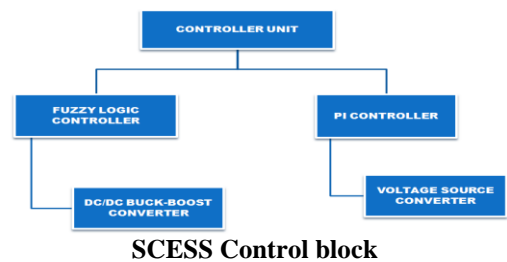 CONTROLLER UNIT
FUZZY LOGIC
CONTROLLER
PI CONTROLLER
DC/DC BUCK-BOOST
CONVERTER
VOLTAGE SOURCE
CONVERTER
SCESS Control block